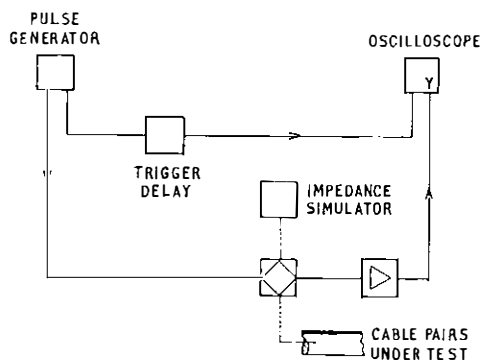 PULSE
GENERATOR
OSCILLOSCOPE
Y
TRIGGER
DELAY
IMPEDANCE
SIMULATOR
CABLE PAIRS
UNDER TEST